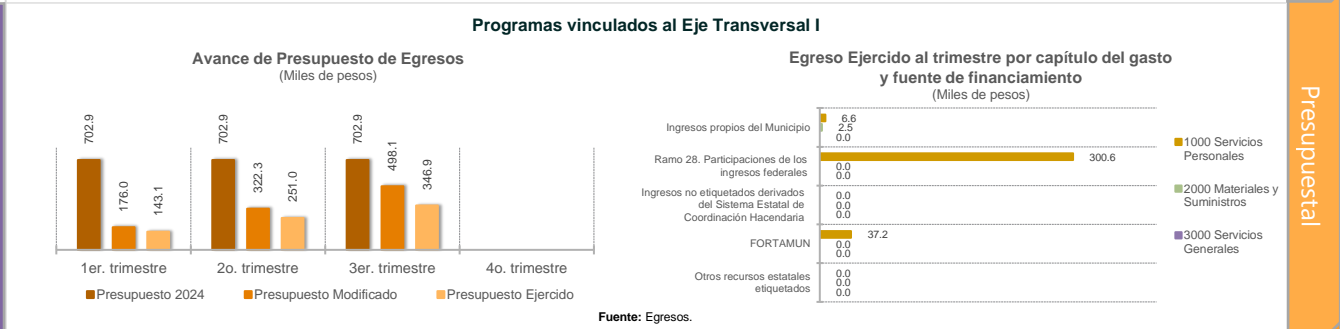 Programas vinculados al Eje Transversal I
Avance de Presupuesto de Egresos
(Miles de pesos)
702.9
176.0
143.1
702.9
322.3
251.0
702.9
498.1
346.9
1er. trimestre
2o. trimestre
3er. trimestre
4o. trimestre
Presupuesto 2024
Presupuesto Modificado
Presupuesto Ejercido
Egreso Ejercido al trimestre por capítulo del gasto
y fuente de financiamiento
(Miles de pesos)
Ingresos propios del Municipio
6.6
2.5
0.0
Ramo 28. Participaciones de los
ingresos federales
300.6
0.0
0.0
Ingresos no etiquetados derivados
del Sistema Estatal de
Coordinación Hacendaria
0.0
0.0
0.0
FORTAMUN
37.2
0.0
0.0
Otros recursos estatales
etiquetados
0.0
0.0
0.0
1000 Servicios
Personales
2000 Materiales y
Suministros
3000 Servicios
Generales
Fuente: Egresos.
Presupuestal